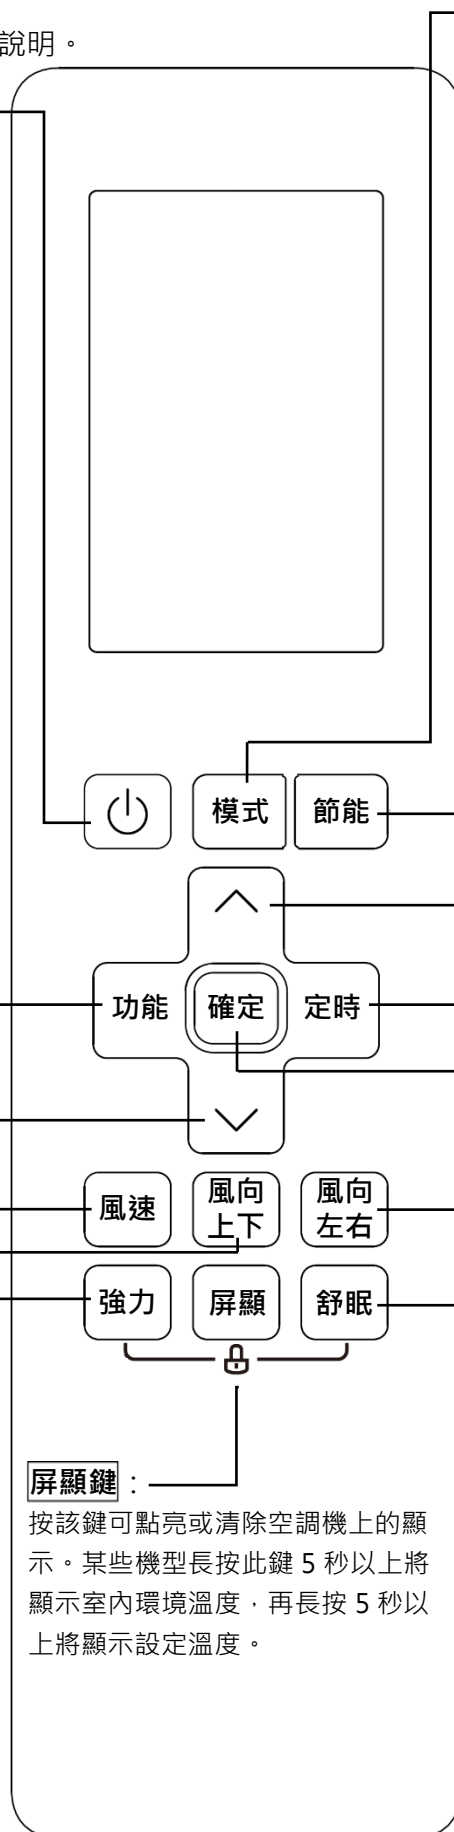 說明。
模式
節能
功能
確定
定時
風速
風向
上下
風向
左右
強力
屏顯
舒眠
屏顯鍵：
按該鍵可點亮或清除空調機上的顯
示。某些機型長按此鍵 5 秒以上將
顯示室內環境溫度，再長按 5 秒以
上將顯示設定溫度。